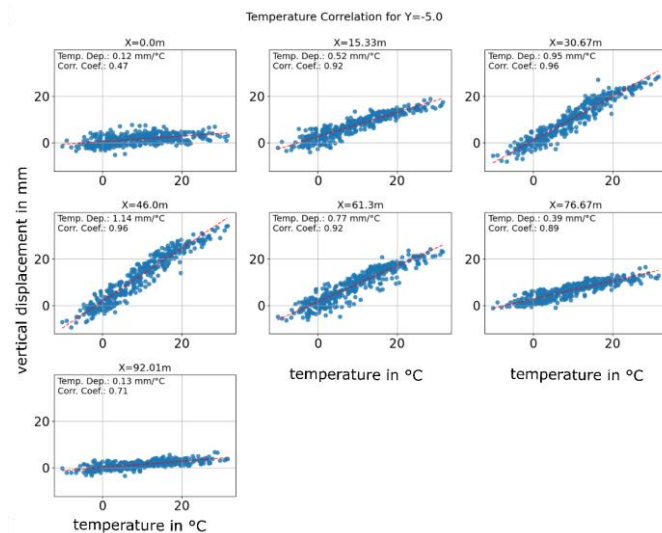 Temperature Correlation for Y=-5.0
X=0.0m
Temp. Dep.: 0.12 mm/°C
Corr. Coef.: 0.47
20
0
0
20
X=15.33m
Temp. Dep.: 0.52 mm/°C
Corr. Coef.: 0.92
20
0
0
20
X=30.67m
Temp. Dep.: 0.95 mm/°C
Corr. Coef.: 0.96
20
0
0
20
vertical displacement in mm
X=46.0m
Temp. Dep.: 1.14 mm/°C
Corr. Coef.: 0.96
20
0
0
20
X=61.3m
Temp. Dep.: 0.77 mm/°C
Corr. Coef.: 0.92
20
0
0
20
temperature in °C
X=76.67m
Temp. Dep.: 0.39 mm/°C
Corr. Coef.: 0.89
20
0
0
20
temperature in °C
X=92.01m
Temp. Dep.: 0.13 mm/°C
Corr. Coef.: 0.71
20
0
0
20
temperature in °C